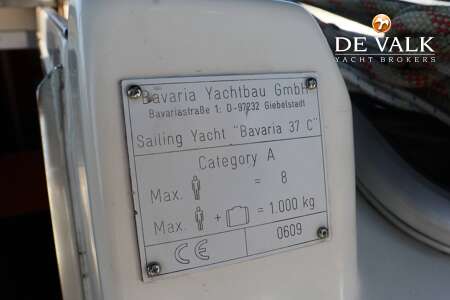 DE VALK
YACHT BROKERS
Bavaria Yachtbau GmbH
Bavariastraße 1; D-97232 Giebelstadt
Sailing Yacht "Bavaria 37 C"
Category A
Max. = 8
Max. + = 1.000 kg
CE 0609